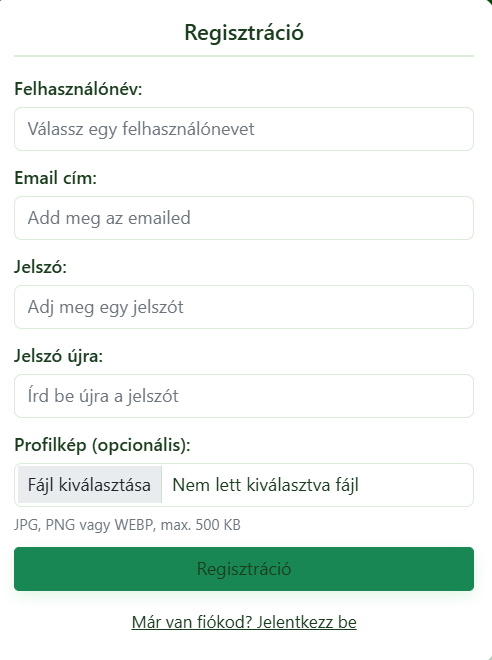 Regisztráció
Felhasználónév:
Válassz egy felhasználónevet
Email cím:
Add meg az emailed
Jelszó:
Adj meg egy jelszót
Jelszó újra:
Írd be újra a jelszót
Profilkép (opcionális):
Fájl kiválasztása Nem lett kiválasztva fájl
JPG, PNG vagy WEBP, max. 500 KB
Regisztráció
Már van fiókod? Jelentkezz be